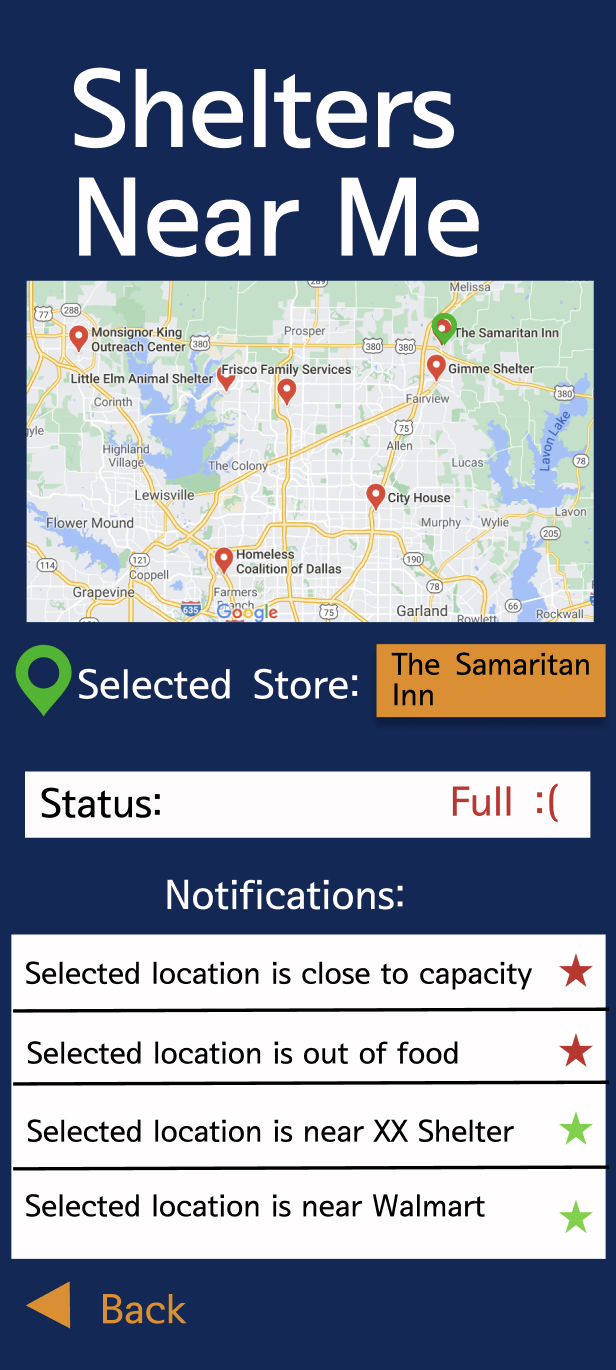 Shelters
Near Me
289
Melissa
77
288
Monsignor King
Outreach Center
380
Prosper
380
380
The Samaritan Inn
Little Elm Animal Shelter
Frisco Family Services
Gimme Shelter
Corinth
Fairview
380
75
Allen
Highland
Village
The Colony
Lucas
78
Lavon Lake
Lewisville
City House
Flower Mound
Murphy
Wylie
Lavon
205
114
121
Coppell
Homeless
Coalition of Dallas
190
78
Grapevine
Farmers
Branch
635
Google
75
Garland
66
Rowlett
Rockwall
Selected Store:
The Samaritan
Inn
Status:
Full :(
Notifications:
Selected location is close to capacity
Selected location is out of food
Selected location is near XX Shelter
Selected location is near Walmart
Back